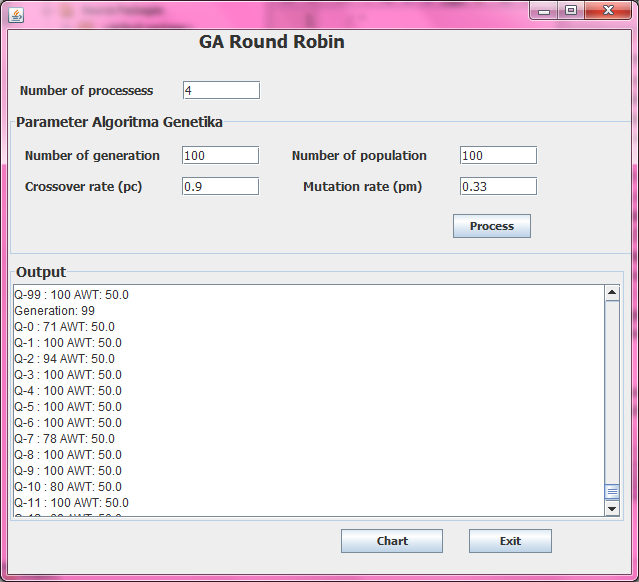 GA Round Robin
Number of processess 4
Parameter Algoritma Genetika
Number of generation 100 Number of population 100
Crossover rate (pc) 0.9 Mutation rate (pm) 0.33
Process
Output
Q-99 : 100 AWT: 50.0
Generation: 99
Q-0 : 71 AWT: 50.0
Q-1 : 100 AWT: 50.0
Q-2 : 94 AWT: 50.0
Q-3 : 100 AWT: 50.0
Q-4 : 100 AWT: 50.0
Q-5 : 100 AWT: 50.0
Q-6 : 100 AWT: 50.0
Q-7 : 78 AWT: 50.0
Q-8 : 100 AWT: 50.0
Q-9 : 100 AWT: 50.0
Q-10 : 80 AWT: 50.0
Q-11 : 100 AWT: 50.0
Chart Exit